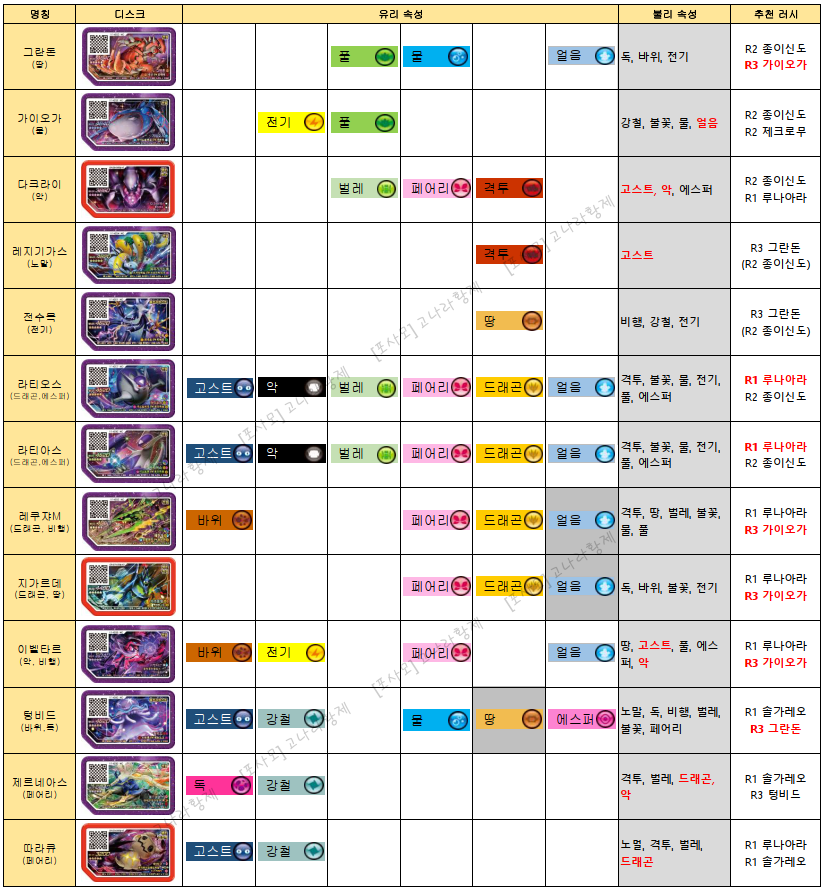 명칭 디스크 유리 속성 불리 속성 추천 러시
그란돈 풀 물 얼음 독, 바위, 전기 R2 종이신도
(땅) R3 가이오가
가이오가 전기 풀 강철, 불꽃, 물, 얼음 R2 종이신도
(물) R2 제크로무
다크라이 벌레 페어리 격투 고스트, 악, 에스퍼 R2 종이신도
(악) R1 루나아라
레지기가스 격투 고스트 R3 그란돈
(노말) (R2 종이신도)
전수목 땅 비행, 강철, 전기 R3 그란돈
(전기) (R2 종이신도)
라티오스 고스트 악 벌레 페어리 드래곤 얼음 격투, 불꽃, 물, 전기, R1 루나아라
(드래곤,에스퍼) 풀, 에스퍼 R2 종이신도
라티아스 고스트 악 벌레 페어리 드래곤 얼음 격투, 불꽃, 물, 전기, R1 루나아라
(드래곤,에스퍼) 풀, 에스퍼 R2 종이신도
레쿠쟈M 바위 페어리 드래곤 얼음 격투, 땅, 벌레, 불꽃, R1 루나아라
(드래곤, 비행) 물, 풀 R3 가이오가
지가르데 페어리 드래곤 얼음 독, 바위, 불꽃, 전기 R1 루나아라
(드래곤, 땅) R3 가이오가
이벨타르 바위 전기 페어리 얼음 땅, 고스트, 풀, 에스 R1 루나아라
(악, 비행) 퍼, 악 R3 가이오가
텅비드 고스트 강철 물 땅 에스퍼 노말, 독, 비행, 벌레, R1 솔가레오
(바위,독) 불꽃, 페어리 R3 그란돈
제르네아스 독 강철 격투, 벌레, 드래곤, R1 솔가레오
(페어리) 악 R3 텅비드
따라큐 고스트 강철 노멀, 격투, 벌레, R1 루나아라
(페어리) 드래곤 R1 솔가레오
[포사모] 고나라황제